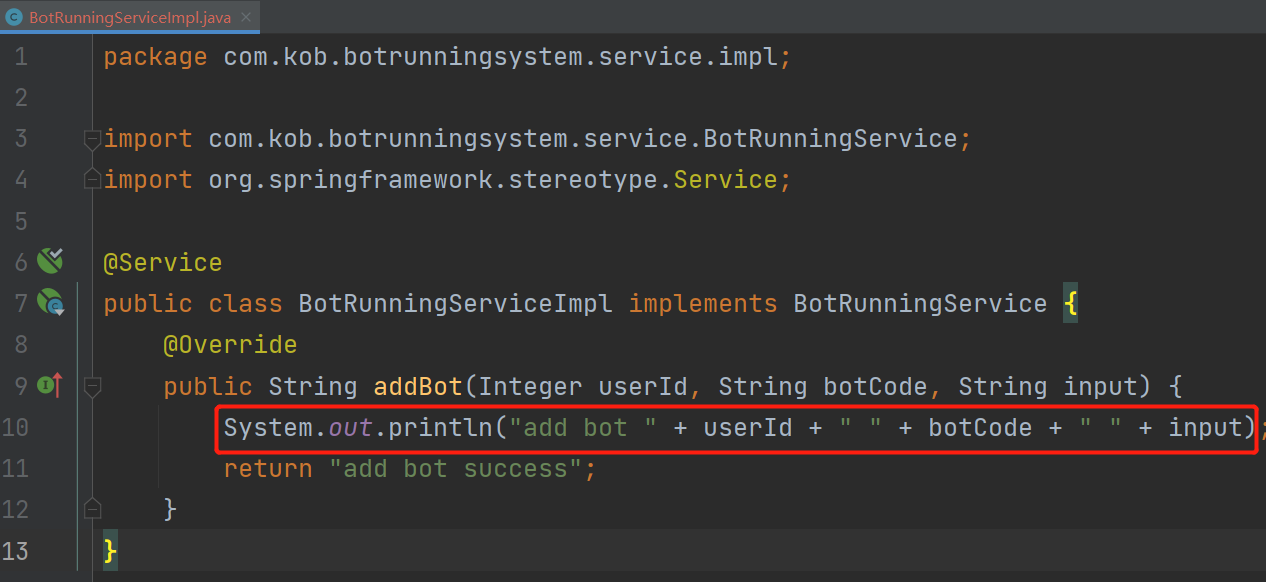 BotRunningServiceImpl.java
1 package com.kob.botrunningsystem.service.impl;
2
3 import com.kob.botrunningsystem.service.BotRunningService;
4 import org.springframework.stereotype.Service;
5
6 @Service
7 public class BotRunningServiceImpl implements BotRunningService {
8 @Override
9 public String addBot(Integer userId, String botCode, String input) {
10 System.out.println("add bot " + userId + " " + botCode + " " + input);
11 return "add bot success";
12 }
13 }